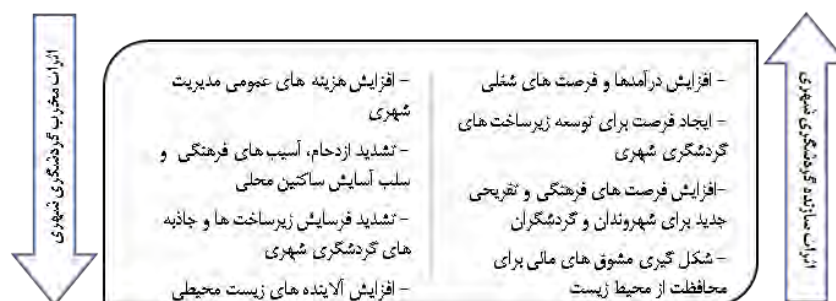 اثرات سازنده گردشگری شهری
- افزایش درآمدها و فرصت های شغلی
- ایجاد فرصت برای توسعه زیرساخت های
گردشگری شهری
-افزایش فرصت های فرهنگی و تفریحی
جدید برای شهروندان و گردشگران
- شکل گیری مشوق های مالی برای
محافظت از محیط زیست
- افزایش هزینه های عمومی مدیریت
شهری
- تشدید ازدحام، آسیب های فرهنگی و
سلب آسایش ساکنین محلی
- تشدید فرسایش زیرساخت ها و جاذبه
های گردشگری شهری
- افزایش آلاینده های زیست محیطی
اثرات مخرب گردشگری شهری